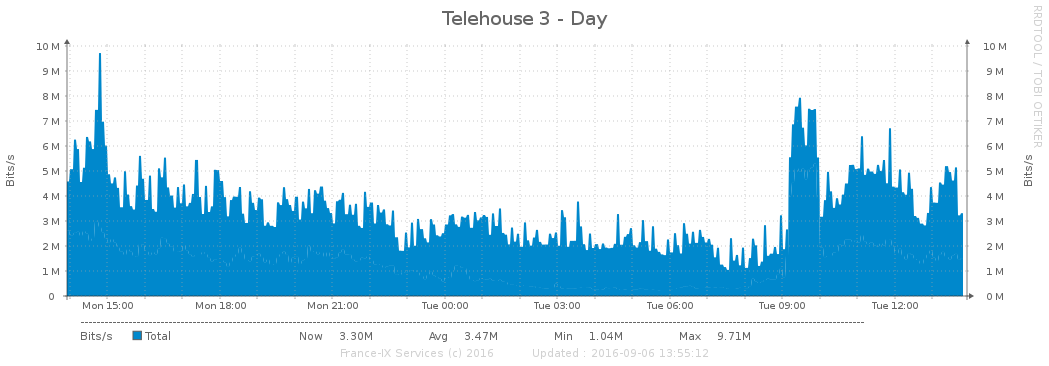 Telehouse 3 - Day
RRDTOOL / TOBI OETIKER
Bits/s
10 M 10 M
9 M 9 M
8 M 8 M
7 M 7 M
6 M 6 M
5 M 5 M
4 M 4 M
3 M 3 M
2 M 2 M
1 M 1 M
0 0 M
Bits/s
Mon 15:00 Mon 18:00 Mon 21:00 Tue 00:00 Tue 03:00 Tue 06:00 Tue 09:00 Tue 12:00
Bits/s Total Now 3.30M Avg 3.47M Min 1.04M Max 9.71M
France-IX Services (c) 2016 Updated : 2016-09-06 13:55:12